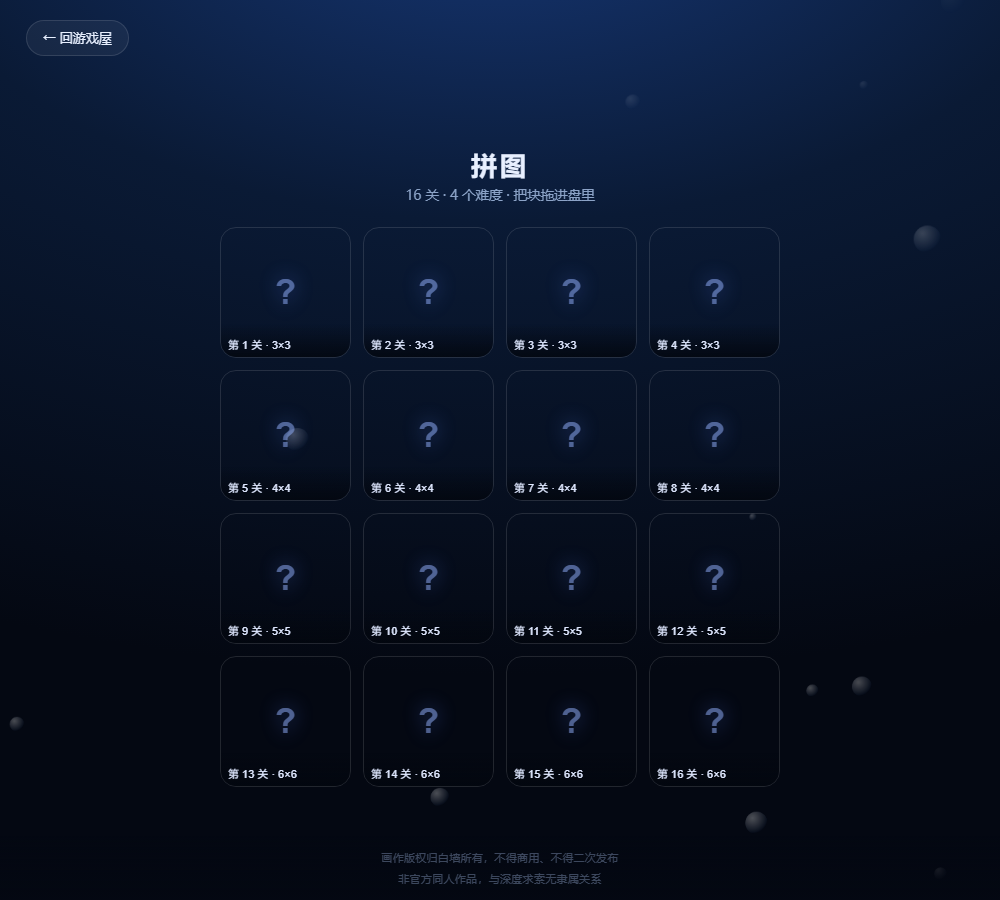 ← 回游戏屋
拼图
16 关 · 4 个难度 · 把块拖进盘里
?
?
?
?
第 1 关 · 3×3
第 2 关 · 3×3
第 3 关 · 3×3
第 4 关 · 3×3
?
?
?
?
第 5 关 · 4×4
第 6 关 · 4×4
第 7 关 · 4×4
第 8 关 · 4×4
?
?
?
?
第 9 关 · 5×5
第 10 关 · 5×5
第 11 关 · 5×5
第 12 关 · 5×5
?
?
?
?
第 13 关 · 6×6
第 14 关 · 6×6
第 15 关 · 6×6
第 16 关 · 6×6
画作版权归白墙所有，不得商用、不得二次发布
非官方同人作品，与深度求索无隶属关系